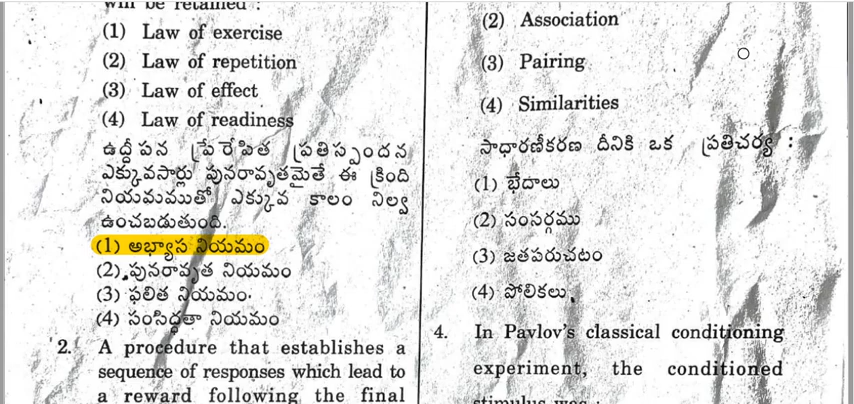 will be retained :
(1) Law of exercise
(2) Law of repetition
(3) Law of effect
(4) Law of readiness
ఉద్దీపన ప్రేరేపిత ప్రతిస్పందన
ఎక్కువసార్లు పునరావృతమైతే ఈ క్రింది
నియమముతో ఎక్కువ కాలం నిల్వ
ఉంచబడుతుంది.
(1) అభ్యాస నియమం
(2) పునరావృత నియమం
(3) ఫలిత నియమం.
(4) సంసిద్ధతా నియమం
2. A procedure that establishes a
sequence of responses which lead to
a reward following the final
(2) Association
(3) Pairing
(4) Similarities
సాధారణీకరణ దీనికి ఒక ప్రతిచర్య :
(1) భేదాలు
(2) సంసర్గము
(3) జతపరుచటం
(4) పోలికలు
4. In Pavlov's classical conditioning
experiment, the conditioned
stimulus was :